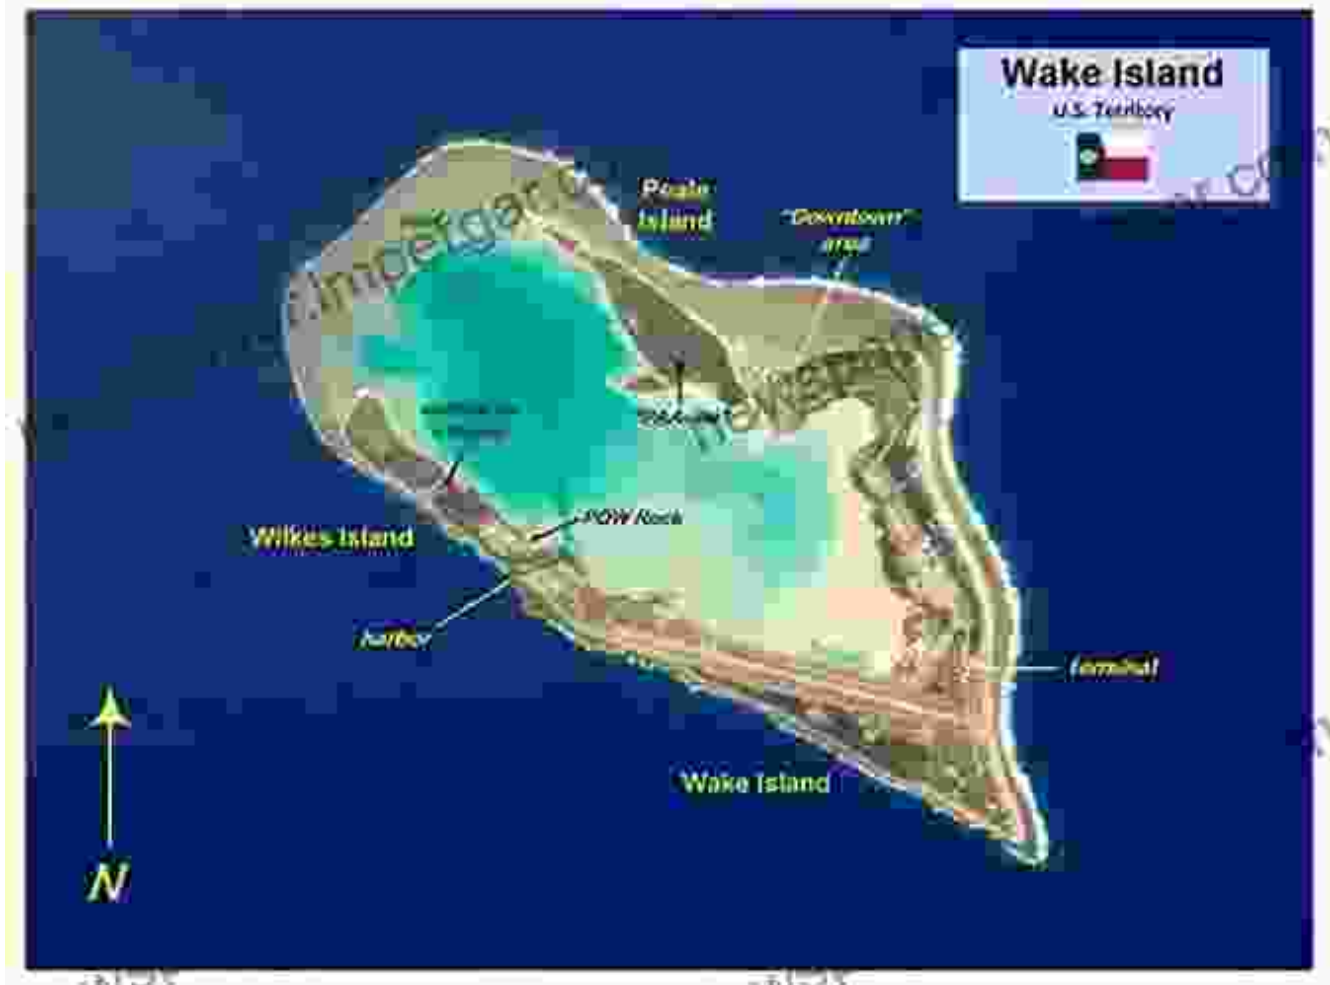 Wake Island
U.S. Territory
Peale
Island
"Downtown"
area
POW Rock
Wilkes Island
harbor
terminal
Wake Island
N